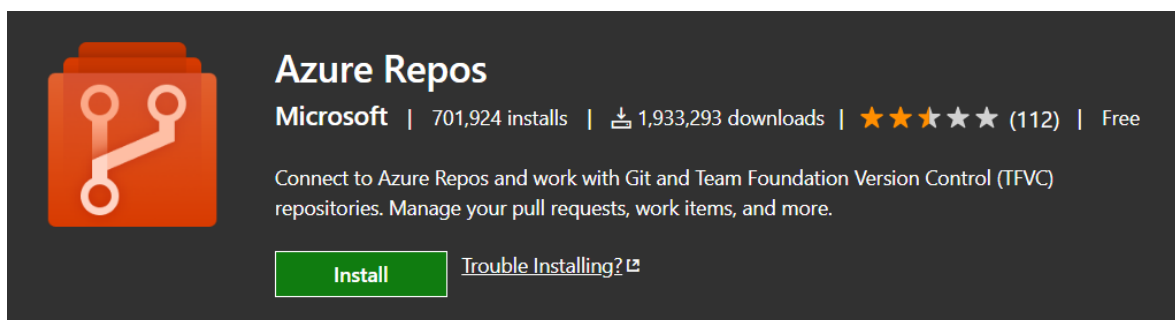 Azure Repos
Microsoft | 701,924 installs | 1,933,293 downloads | (112) | Free
Connect to Azure Repos and work with Git and Team Foundation Version Control (TFVC)
repositories. Manage your pull requests, work items, and more.
Install Trouble Installing?